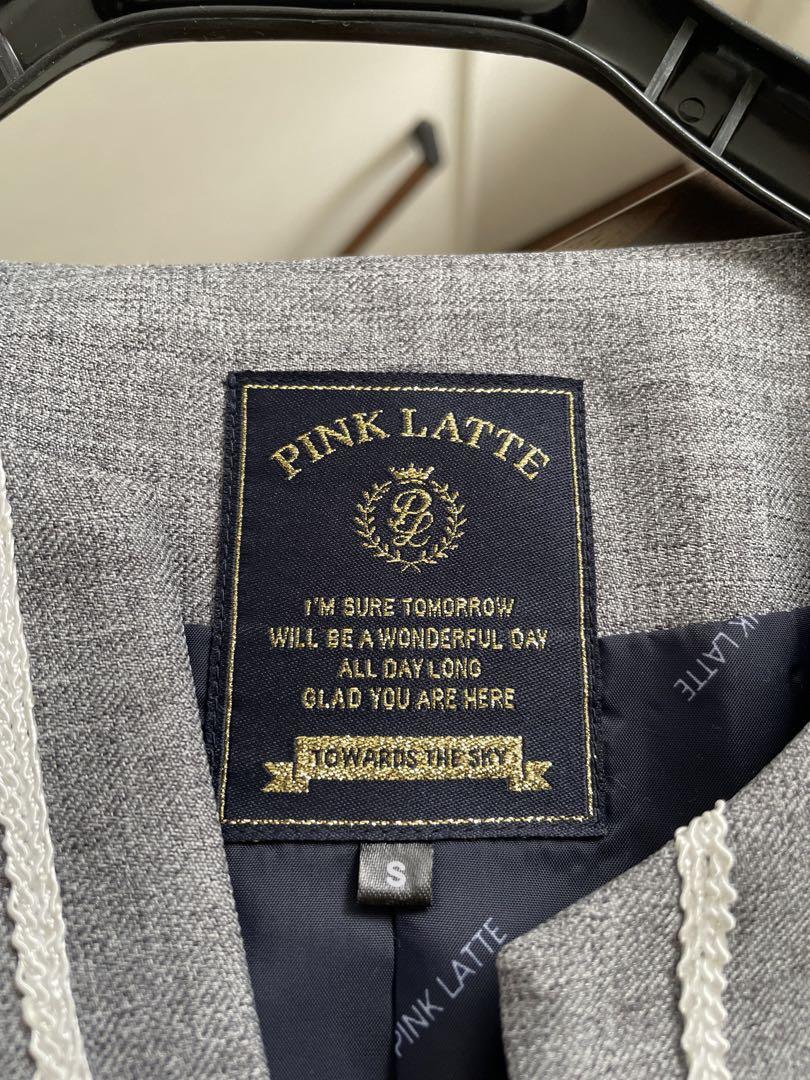 PINK LATTE
PL
I'M SURE TOMORROW
WILL BE A WONDERFUL DAY
ALL DAY LONG
GLAD YOU ARE HERE
TOWARDS THE SKY
K LATTE
S
PINK LATTE